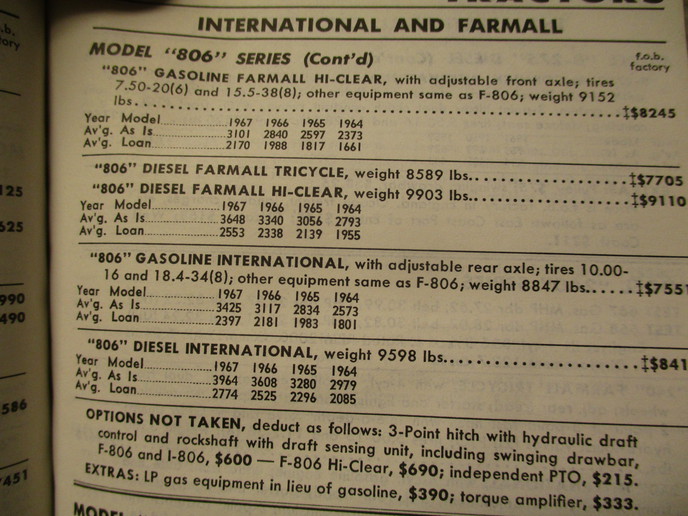 TRACTORS
INTERNATIONAL AND FARMALL
MODEL "806" SERIES (Cont'd)
f.o.b.
factory
"806" GASOLINE FARMALL HI-CLEAR, with adjustable front axle; tires
7.50-20(6) and 15.5-38(8); other equipment same as F-806; weight 9152
lbs. ‡$8245
Year Model 1967 1966 1965 1964
Av'g. As Is 3101 2840 2597 2373
Av'g. Loan 2170 1988 1817 1661
"806" DIESEL FARMALL TRICYCLE, weight 8589 lbs. ‡$7705
"806" DIESEL FARMALL HI-CLEAR, weight 9903 lbs. ‡$9110
Year Model 1967 1966 1965 1964
Av'g. As Is 3648 3340 3056 2793
Av'g. Loan 2553 2338 2139 1955
"806" GASOLINE INTERNATIONAL, with adjustable rear axle; tires 10.00-
16 and 18.4-34(8); other equipment same as F-806; weight 8847 lbs. ‡$7551
Year Model 1967 1966 1965 1964
Av'g. As Is 3425 3117 2834 2573
Av'g. Loan 2397 2181 1983 1801
"806" DIESEL INTERNATIONAL, weight 9598 lbs. ‡$841
Year Model 1967 1966 1965 1964
Av'g. As Is 3964 3608 3280 2979
Av'g. Loan 2774 2525 2296 2085
OPTIONS NOT TAKEN, deduct as follows: 3-Point hitch with hydraulic draft
control and rockshaft with draft sensing unit, including swinging drawbar,
F-806 and I-806, $600 — F-806 Hi-Clear, $690; independent PTO, $215.
EXTRAS: LP gas equipment in lieu of gasoline, $390; torque amplifier, $333.
MODEL
o.b.
tory
125
525
990
490
586
451